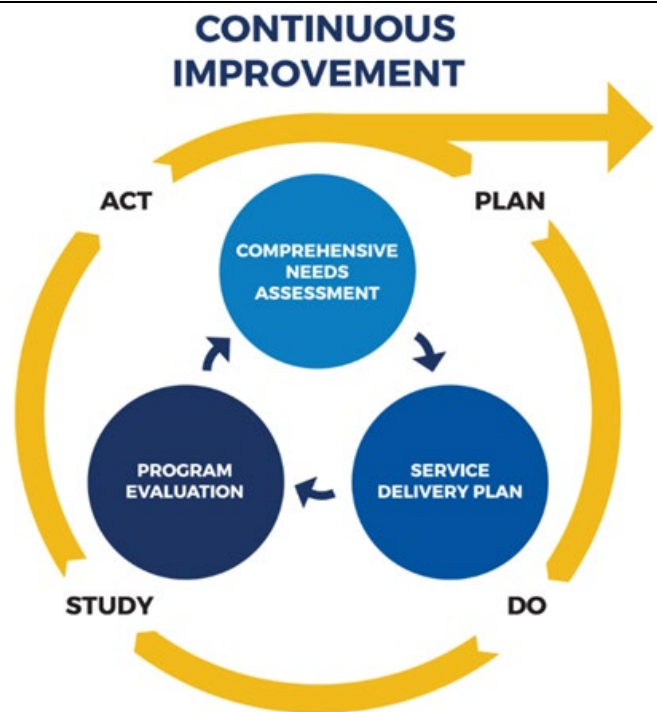 CONTINUOUS
IMPROVEMENT
ACT
PLAN
COMPREHENSIVE
NEEDS
ASSESSMENT
PROGRAM
EVALUATION
SERVICE
DELIVERY PLAN
STUDY
DO